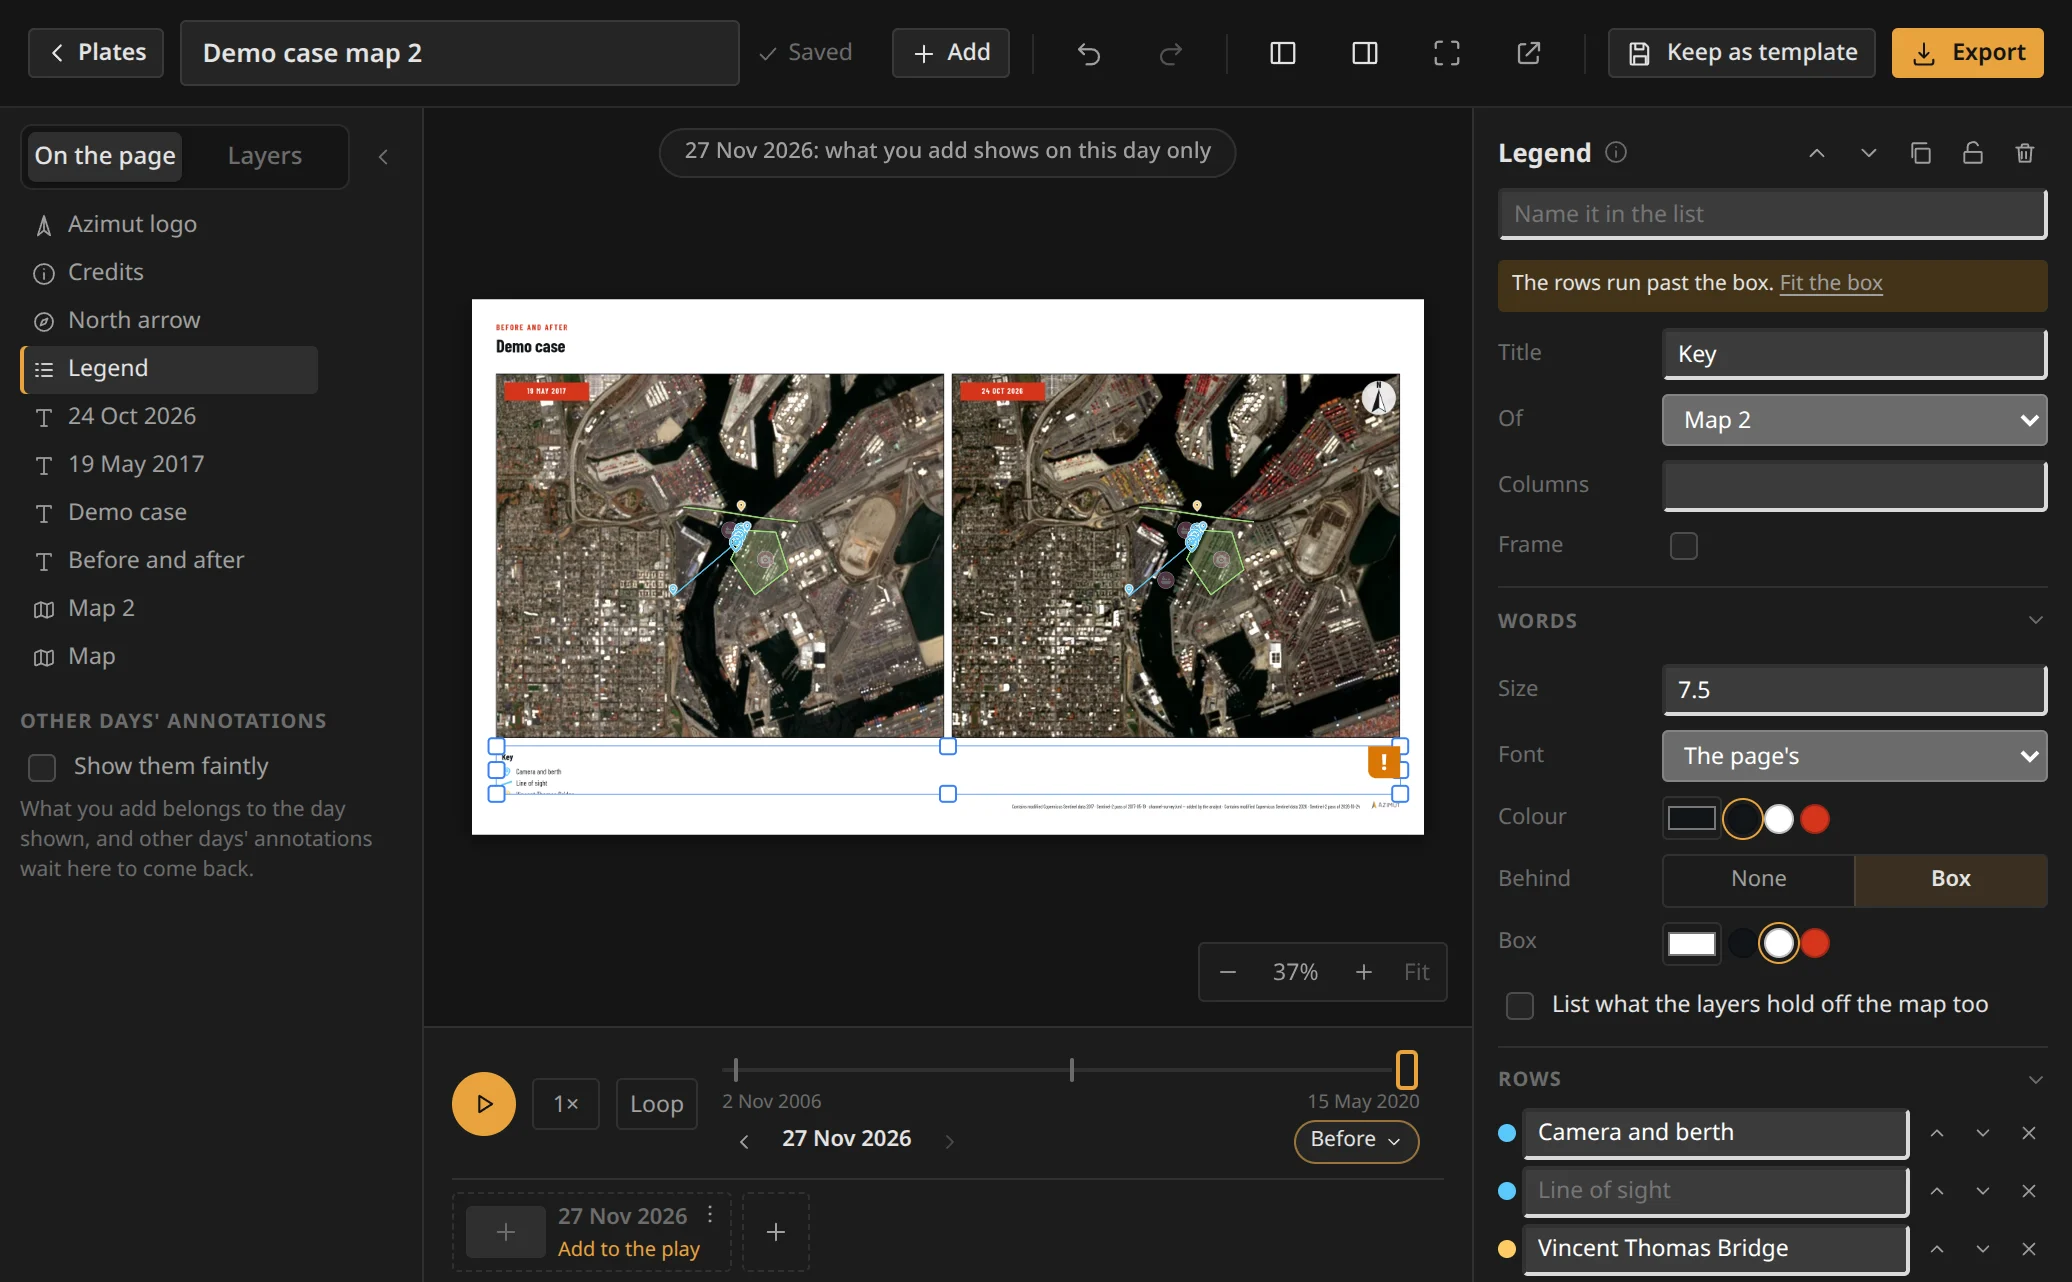 Plates
Demo case map 2
Saved
Add
Keep as template
Export
On the page
Layers
Azimut logo
Credits
North arrow
Legend
24 Oct 2026
19 May 2017
Demo case
Before and after
Map 2
Map
OTHER DAYS' ANNOTATIONS
Show them faintly
What you add belongs to the day
shown, and other days' annotations
wait here to come back.
27 Nov 2026: what you add shows on this day only
BEFORE AND AFTER
Demo case
19 MAY 2017
24 OCT 2026
N
Key
Camera and berth
Line of sight
!
AZIMUT
37%
Fit
1×
Loop
2 Nov 2006
15 May 2020
27 Nov 2026
Before
27 Nov 2026
Add to the play
Legend
Name it in the list
The rows run past the box. Fit the box
Title
Key
Of
Map 2
Columns
Frame
WORDS
Size
7.5
Font
The page's
Colour
Behind
None
Box
Box
List what the layers hold off the map too
ROWS
Camera and berth
Line of sight
Vincent Thomas Bridge